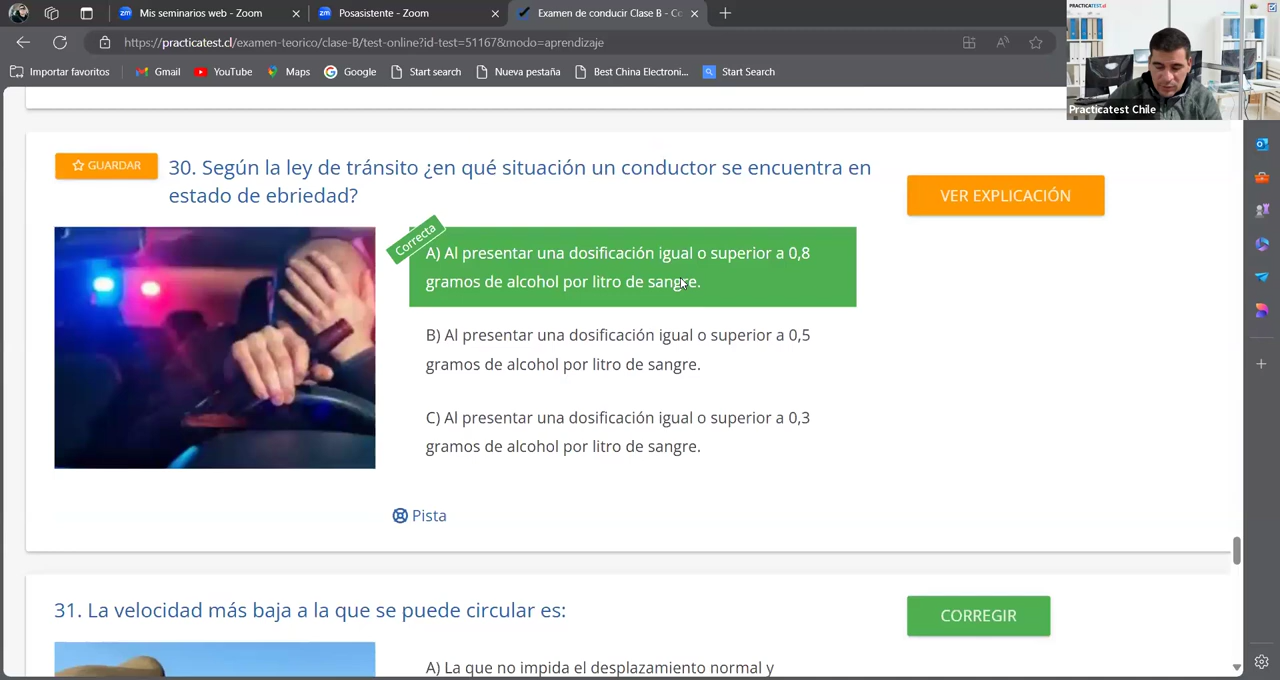 Mis seminarios web - Zoom
Posasistente - Zoom
Examen de conducir Clase B - Co
https://practicatest.cl/examen-teorico/clase-B/test-online?id-test=51167&modo=aprendizaje
Importar favoritos
Gmail
YouTube
Maps
Google
Start search
Nueva pestaña
Best China Electroni...
Start Search
PRACTICATEST.cl
Practicatest Chile
GUARDAR
30. Según la ley de tránsito ¿en qué situación un conductor se encuentra en
estado de ebriedad?
VER EXPLICACIÓN
Correcta
A) Al presentar una dosificación igual o superior a 0,8
gramos de alcohol por litro de sangre.
B) Al presentar una dosificación igual o superior a 0,5
gramos de alcohol por litro de sangre.
C) Al presentar una dosificación igual o superior a 0,3
gramos de alcohol por litro de sangre.
Pista
31. La velocidad más baja a la que se puede circular es:
CORREGIR
A) La que no impida el desplazamiento normal y